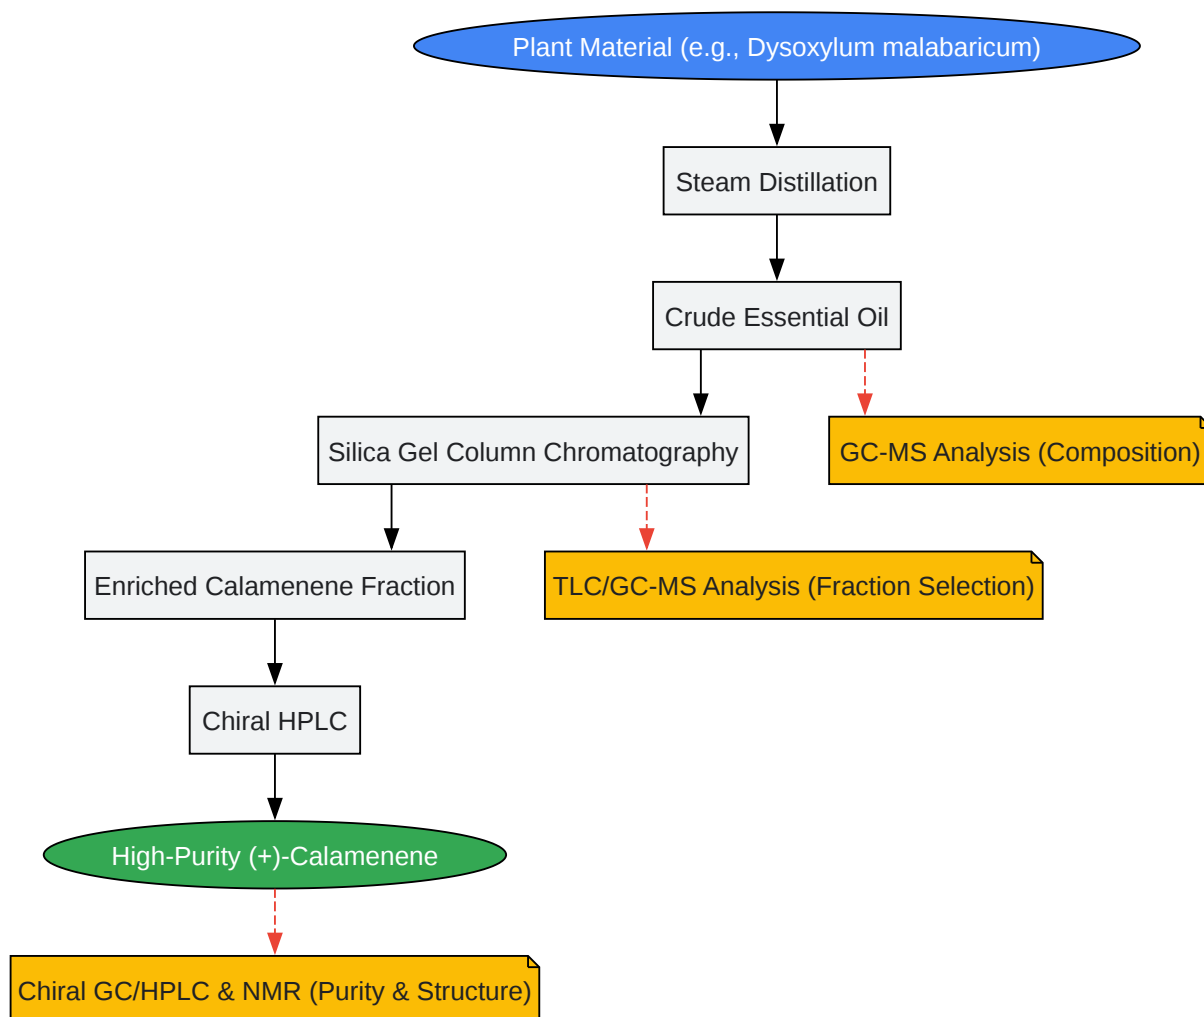 Plant Material (e.g., Dysoxylum malabaricum)
Steam Distillation
Crude Essential Oil
Silica Gel Column Chromatography
GC-MS Analysis (Composition)
Enriched Calamenene Fraction
TLC/GC-MS Analysis (Fraction Selection)
Chiral HPLC
High-Purity (+)-Calamenene
Chiral GC/HPLC & NMR (Purity & Structure)